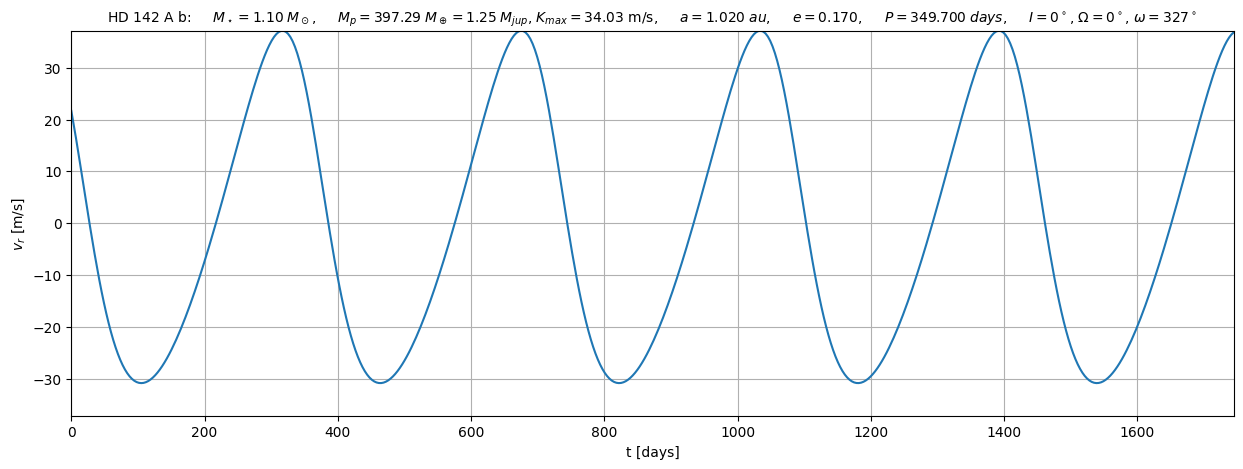 HD 142 A b: M⋆ = 1.10 M⊙, Mp = 397.29 M⊕ = 1.25 Mjup, Kmax = 34.03 m/s, a = 1.020 au, e = 0.170, P = 349.700 days, I = 0°, Ω = 0°, ω = 327°
30
20
10
0
−10
−20
−30
vr [m/s]
0 200 400 600 800 1000 1200 1400 1600
t [days]